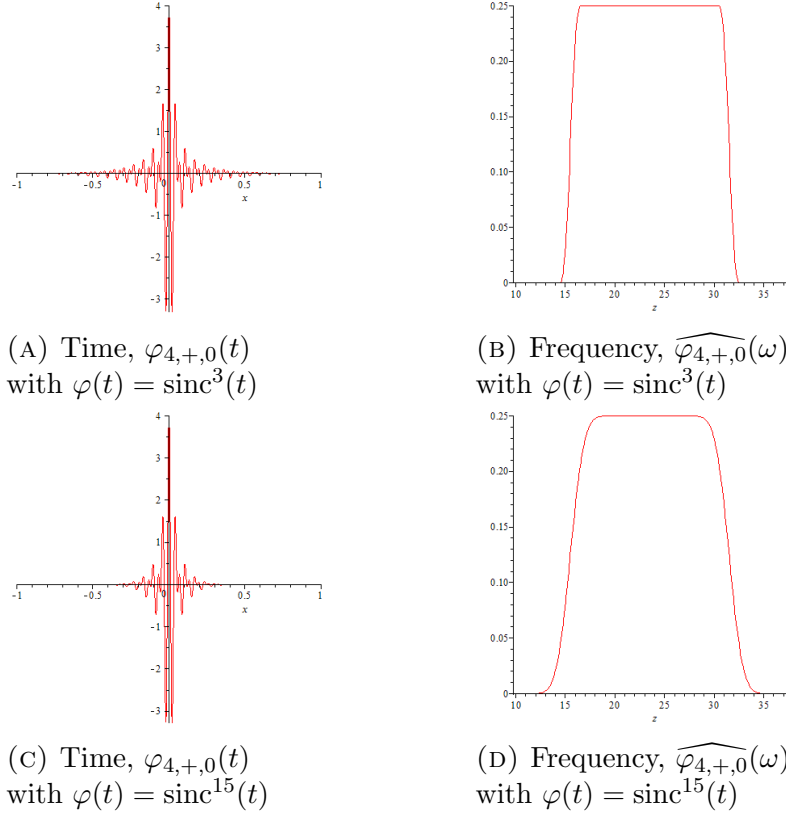 4
3
2
1
-1 -0.5 0 0.5 1
x
-1
-2
-3
0.25
0.20
0.15
0.10
0.05
0
10 15 20 25 30 35
z
(A) Time, φ₄,₊,₀(t)
with φ(t) = sinc³(t)
(B) Frequency, \widehat{φ₄,₊,₀}(ω)
with φ(t) = sinc³(t)
4
3
2
1
-1 -0.5 0 0.5 1
x
-1
-2
-3
0.25
0.20
0.15
0.10
0.05
0
10 15 20 25 30 35
z
(C) Time, φ₄,₊,₀(t)
with φ(t) = sinc¹⁵(t)
(D) Frequency, \widehat{φ₄,₊,₀}(ω)
with φ(t) = sinc¹⁵(t)